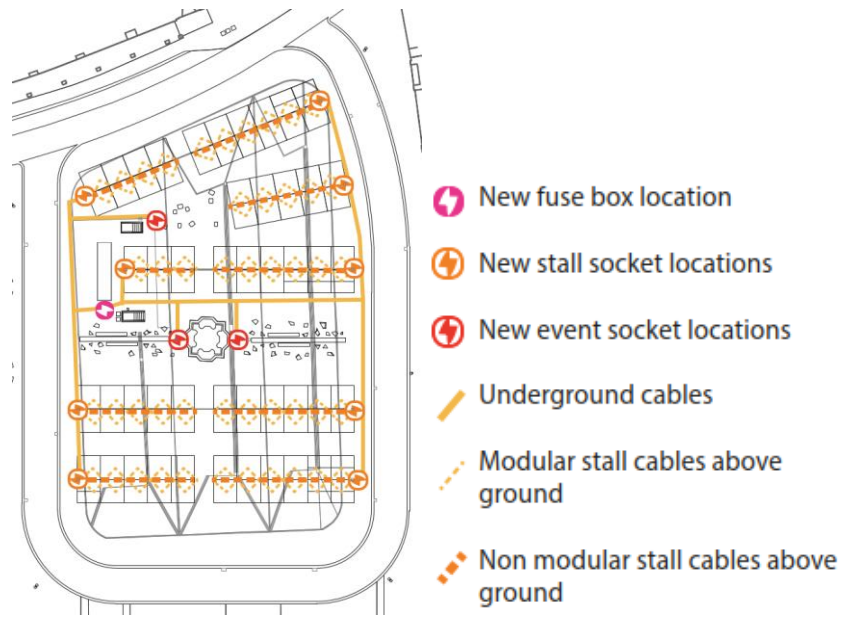 New fuse box location
New stall socket locations
New event socket locations
Underground cables
Modular stall cables above
ground
Non modular stall cables above
ground